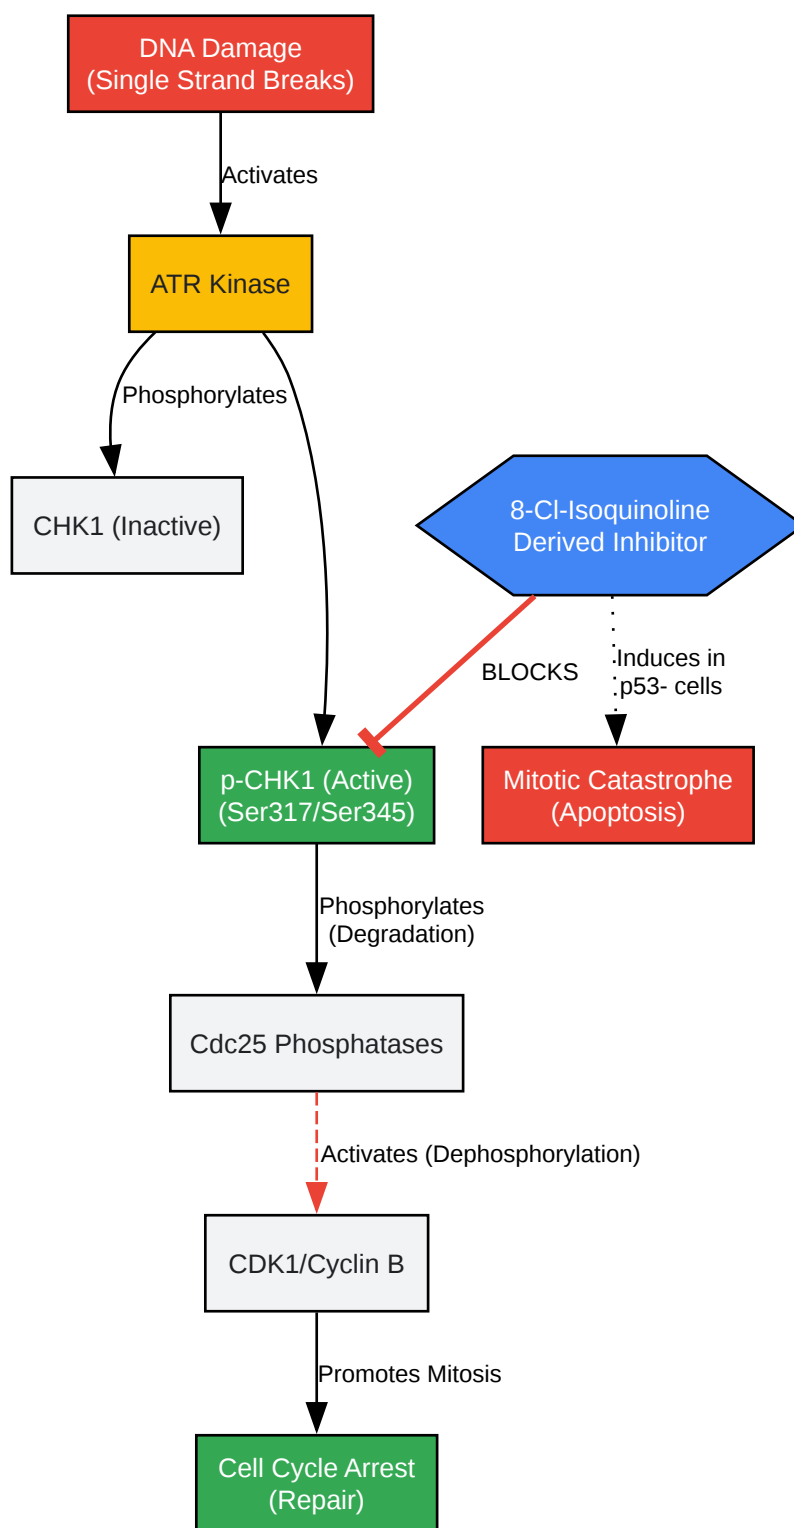 DNA Damage
(Single Strand Breaks)
Activates
ATR Kinase
Phosphorylates
CHK1 (Inactive)
8-Cl-Isoquinoline
Derived Inhibitor
BLOCKS
Induces in
p53- cells
p-CHK1 (Active)
(Ser317/Ser345)
Mitotic Catastrophe
(Apoptosis)
Phosphorylates
(Degradation)
Cdc25 Phosphatases
Activates (Dephosphorylation)
CDK1/Cyclin B
Promotes Mitosis
Cell Cycle Arrest
(Repair)